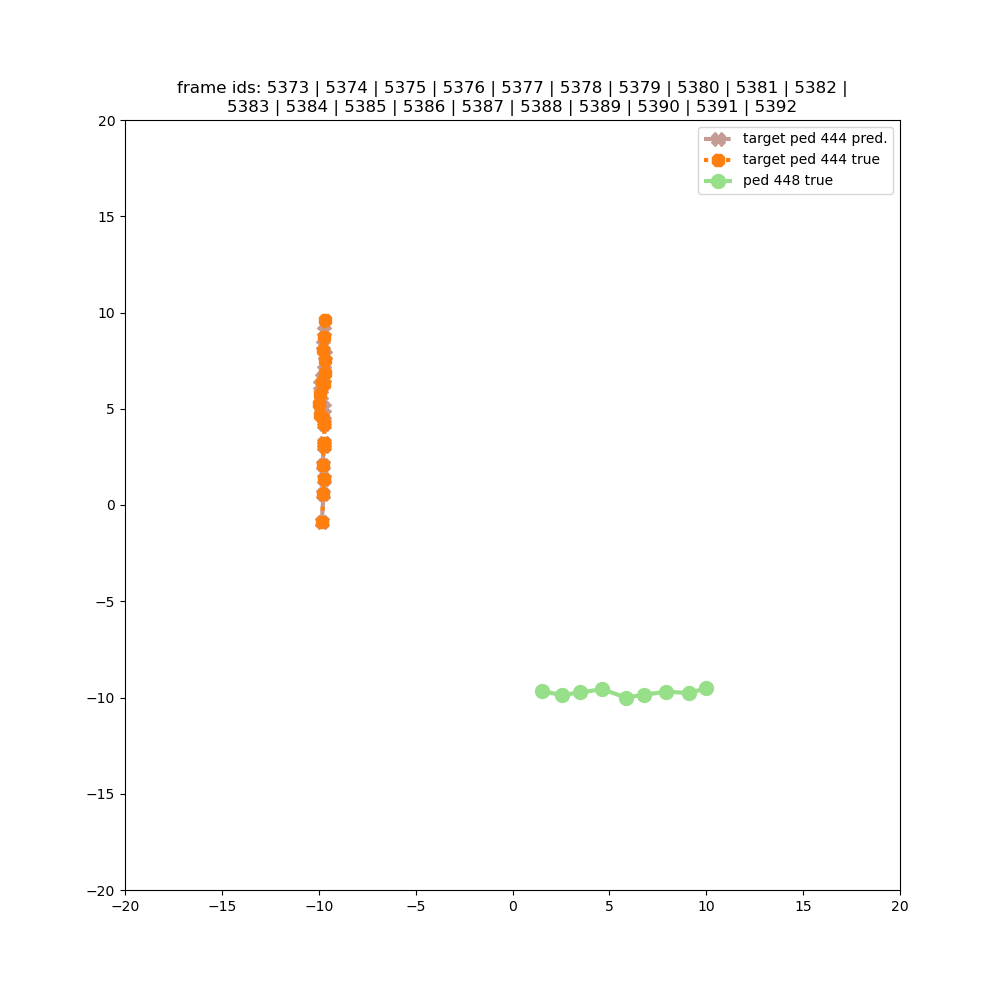 frame ids: 5373 | 5374 | 5375 | 5376 | 5377 | 5378 | 5379 | 5380 | 5381 | 5382 |
5383 | 5384 | 5385 | 5386 | 5387 | 5388 | 5389 | 5390 | 5391 | 5392
target ped 444 pred.
target ped 444 true
ped 448 true
20
15
10
5
0
−5
−10
−15
−20
−20 −15 −10 −5 0 5 10 15 20